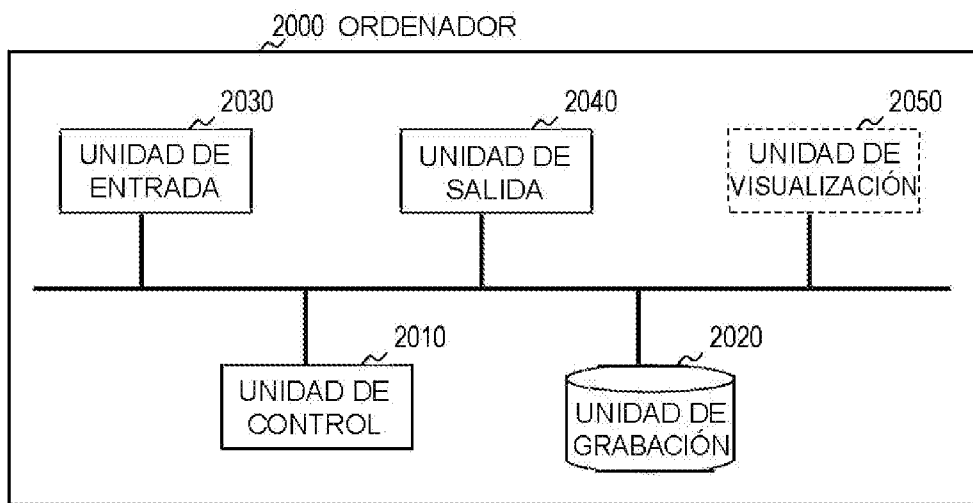 2000 ORDENADOR
2030
UNIDAD DE
ENTRADA
2040
UNIDAD DE
SALIDA
2050
UNIDAD DE
VISUALIZACIÓN
2010
UNIDAD DE
CONTROL
2020
UNIDAD DE
GRABACIÓN